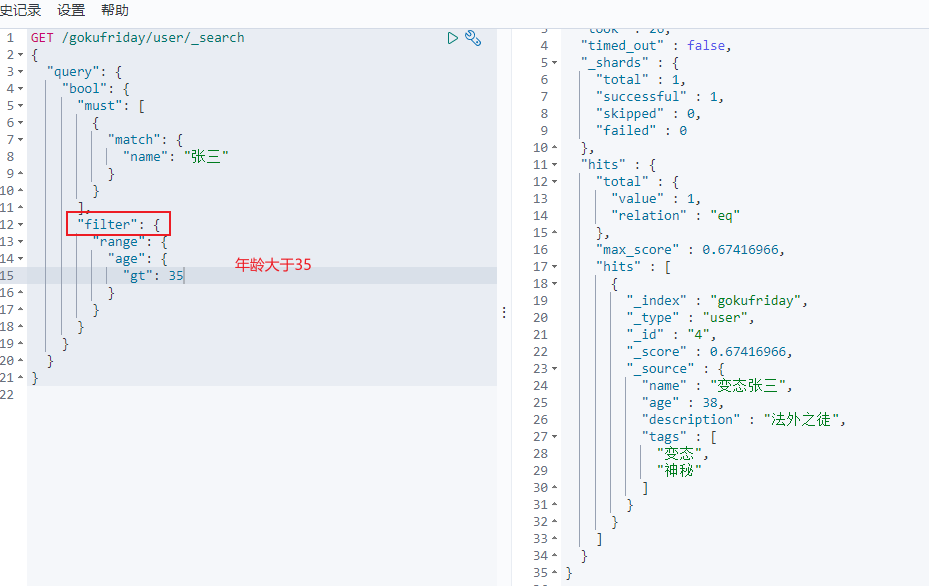 史记录 设置 帮助
1 GET /gokufriday/user/_search
2 {
3 "query": {
4 "bool": {
5 "must": [
6 {
7 "match": {
8 "name": "张三"
9 }
10 }
11 ],
12 "filter": {
13 "range": {
14 "age": {
15 "gt": 35
16 }
17 }
18 }
19 }
20 }
21 }
22
年龄大于35
4 "timed_out" : false,
5 "_shards" : {
6 "total" : 1,
7 "successful" : 1,
8 "skipped" : 0,
9 "failed" : 0
10 },
11 "hits" : {
12 "total" : {
13 "value" : 1,
14 "relation" : "eq"
15 },
16 "max_score" : 0.67416966,
17 "hits" : [
18 {
19 "_index" : "gokufriday",
20 "_type" : "user",
21 "_id" : "4",
22 "_score" : 0.67416966,
23 "_source" : {
24 "name" : "变态张三",
25 "age" : 38,
26 "description" : "法外之徒",
27 "tags" : [
28 "变态",
29 "神秘"
30 ]
31 }
32 }
33 ]
34 }
35 }